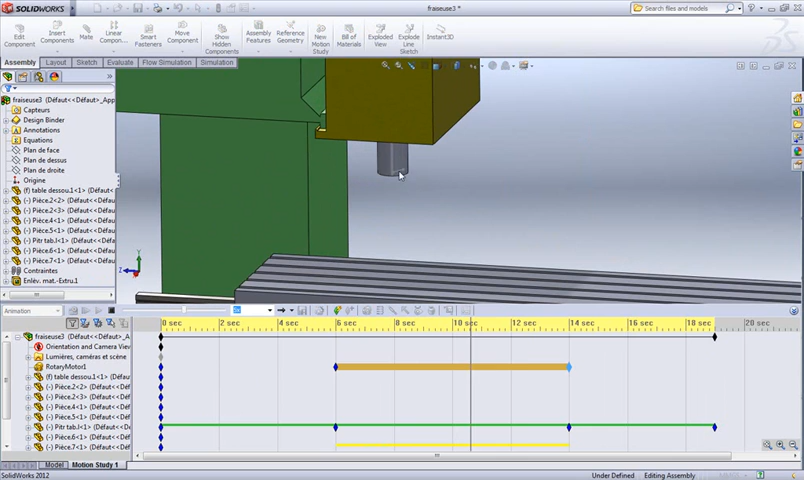 SOLIDWORKS
fraiseuse3 *
Search files and models
Edit Component
Insert Components
Mate
Linear Compon...
Smart Fasteners
Move Component
Show Hidden Components
Assembly Features
Reference Geometry
New Motion Study
Bill of Materials
Exploded View
Explode Line Sketch
Instant3D
Assembly Layout Sketch Evaluate Flow Simulation Simulation
fraiseuse3 (Défaut<Défaut>_App
Capteurs
Design Binder
Annotations
Equations
Plan de face
Plan de dessus
Plan de droite
Origine
(f) table dessou.1<1> (Défaut<
(-) Pièce.2<2> (Défaut<<Défau
(-) Pièce.2<3> (Défaut<<Défau
(-) Pièce.4<1> (Défaut<<Défau
(-) Pièce.5<1> (Défaut<<Défau
(-) Pitr tab.I<1> (Défaut<<Déf
(-) Pièce.6<1> (Défaut<<Défau
(-) Pièce.7<1> (Défaut<<Défau
Contraintes
Enlèv. mat.-Extru.1
Y
Z
Animation
0 sec 2 sec 4 sec 6 sec 8 sec 10 sec 12 sec 14 sec 16 sec 18 sec 20 sec
fraiseuse3 (Défaut<Défaut>_A
Orientation and Camera View
Lumières, caméras et scène
RotaryMotor1
(f) table dessou.1<1> (Défaut
(-) Pièce.2<2> (Défaut<<Déf
(-) Pièce.2<3> (Défaut<<Déf
(-) Pièce.4<1> (Défaut<<Déf
(-) Pièce.5<1> (Défaut<<Déf
(-) Pitr tab.I<1> (Défaut<<D
(-) Pièce.6<1> (Défaut<<Déf
(-) Pièce.7<1> (Défaut<<Déf
Model Motion Study 1
SolidWorks 2012
Under Defined Editing Assembly